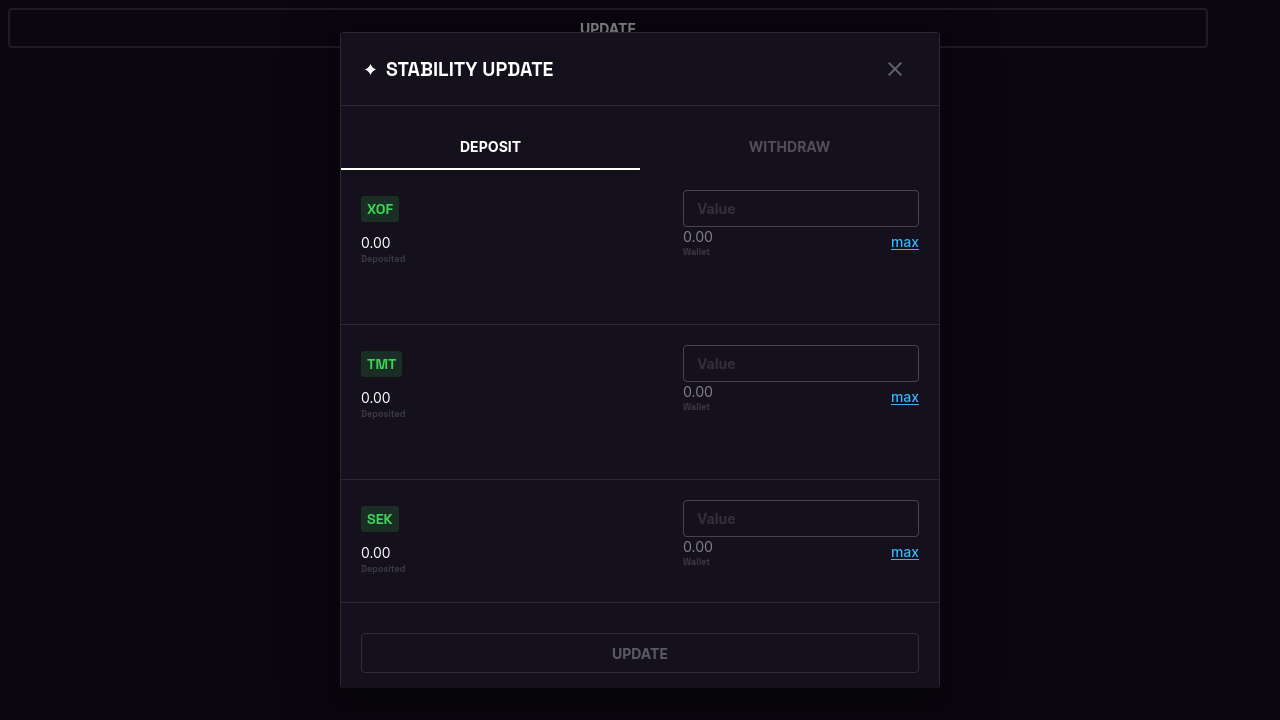 UPDATE
✦ STABILITY UPDATE
DEPOSIT
WITHDRAW
XOF
Value
0.00
Deposited
0.00
Wallet
max
TMT
Value
0.00
Deposited
0.00
Wallet
max
SEK
Value
0.00
Deposited
0.00
Wallet
max
UPDATE